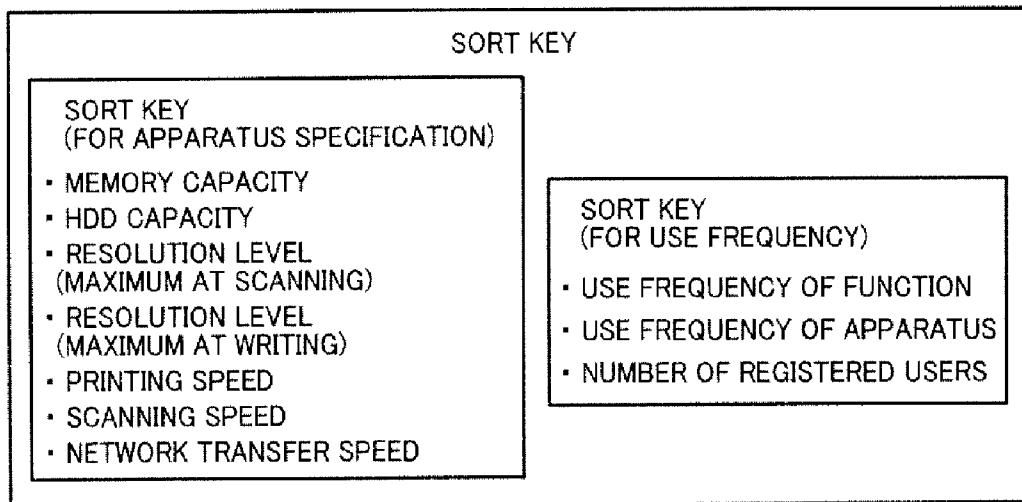 SORT KEY
SORT KEY
(FOR APPARATUS SPECIFICATION)
・MEMORY CAPACITY
・HDD CAPACITY
・RESOLUTION LEVEL
(MAXIMUM AT SCANNING)
・RESOLUTION LEVEL
(MAXIMUM AT WRITING)
・PRINTING SPEED
・SCANNING SPEED
・NETWORK TRANSFER SPEED
SORT KEY
(FOR USE FREQUENCY)
・USE FREQUENCY OF FUNCTION
・USE FREQUENCY OF APPARATUS
・NUMBER OF REGISTERED USERS